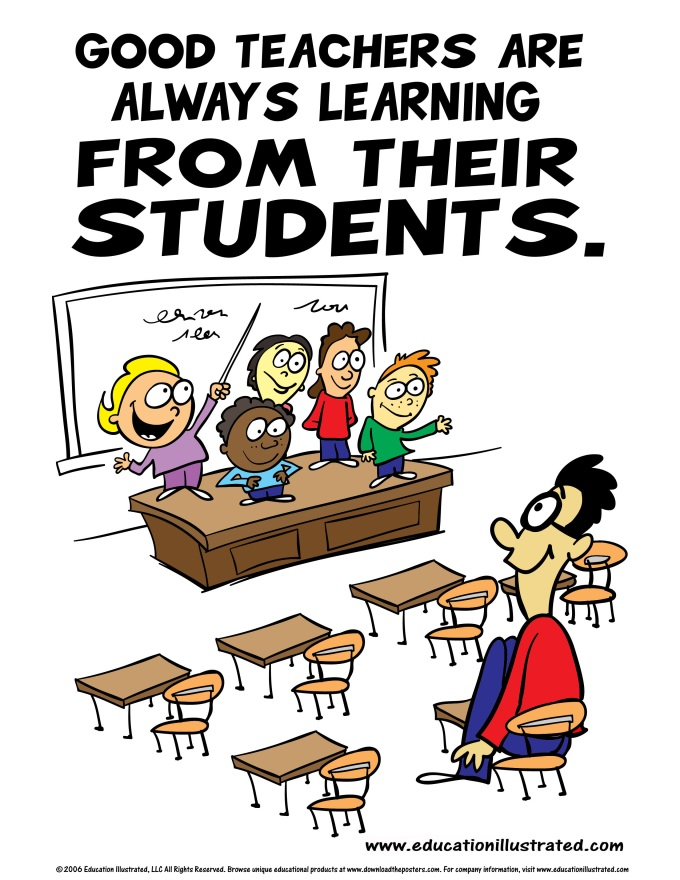 GOOD TEACHERS ARE
ALWAYS LEARNING
FROM THEIR
STUDENTS.
www.educationillustrated.com
© 2006 Education Illustrated, LLC All Rights Reserved. Browse unique educational products at www.downloadtheposters.com. For company information, visit www.educationillustrated.com